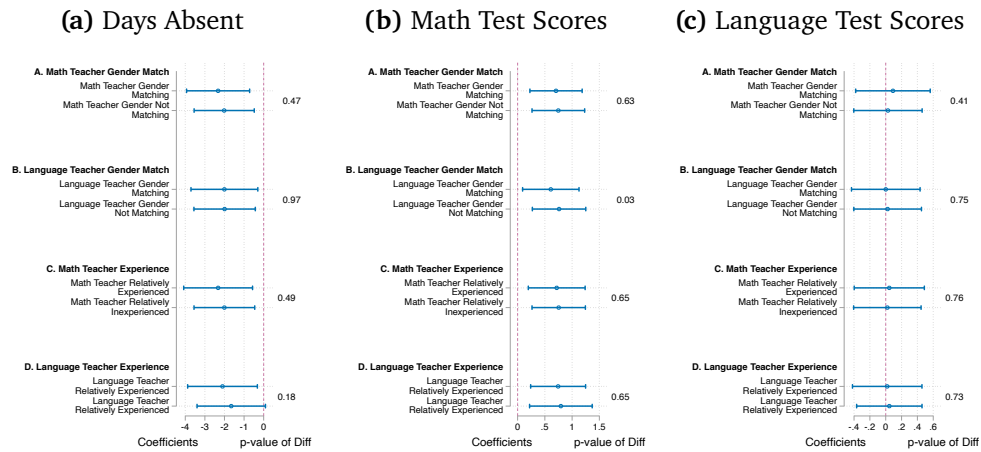 (a) Days Absent
A. Math Teacher Gender Match
Math Teacher Gender
Matching
Math Teacher Gender Not
Matching
0.47
B. Language Teacher Gender Match
Language Teacher Gender
Matching
Language Teacher Gender
Not Matching
0.97
C. Math Teacher Experience
Math Teacher Relatively
Experienced
Math Teacher Relatively
Inexperienced
0.49
D. Language Teacher Experience
Language Teacher
Relatively Experienced
Language Teacher
Relatively Experienced
0.18
-4 -3 -2 -1 0
Coefficients p-value of Diff
(b) Math Test Scores
A. Math Teacher Gender Match
Math Teacher Gender
Matching
Math Teacher Gender Not
Matching
0.63
B. Language Teacher Gender Match
Language Teacher Gender
Matching
Language Teacher Gender
Not Matching
0.03
C. Math Teacher Experience
Math Teacher Relatively
Experienced
Math Teacher Relatively
Inexperienced
0.65
D. Language Teacher Experience
Language Teacher
Relatively Experienced
Language Teacher
Relatively Experienced
0.65
0 .5 1 1.5
Coefficients p-value of Diff
(c) Language Test Scores
A. Math Teacher Gender Match
Math Teacher Gender
Matching
Math Teacher Gender Not
Matching
0.41
B. Language Teacher Gender Match
Language Teacher Gender
Matching
Language Teacher Gender
Not Matching
0.75
C. Math Teacher Experience
Math Teacher Relatively
Experienced
Math Teacher Relatively
Inexperienced
0.76
D. Language Teacher Experience
Language Teacher
Relatively Experienced
Language Teacher
Relatively Experienced
0.73
-.4 -.2 0 .2 .4 .6
Coefficients p-value of Diff